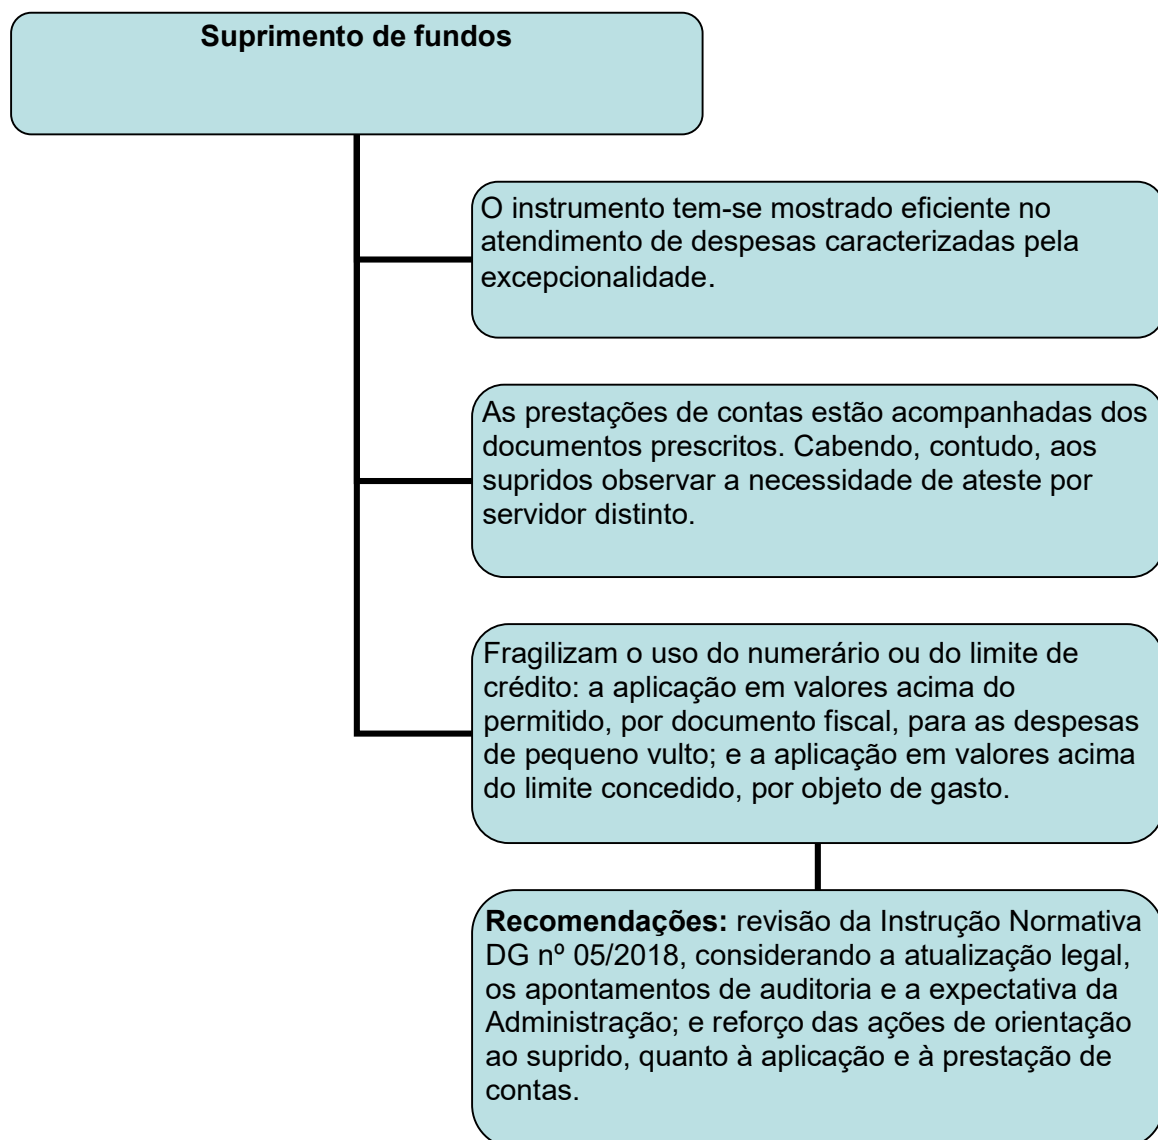 Suprimento de fundos
O instrumento tem-se mostrado eficiente no
atendimento de despesas caracterizadas pela
excepcionalidade.
As prestações de contas estão acompanhadas dos
documentos prescritos. Cabendo, contudo, aos
supridos observar a necessidade de ateste por
servidor distinto.
Fragilizam o uso do numerário ou do limite de
crédito: a aplicação em valores acima do
permitido, por documento fiscal, para as despesas
de pequeno vulto; e a aplicação em valores acima
do limite concedido, por objeto de gasto.
Recomendações: revisão da Instrução Normativa
DG nº 05/2018, considerando a atualização legal,
os apontamentos de auditoria e a expectativa da
Administração; e reforço das ações de orientação
ao suprido, quanto à aplicação e à prestação de
contas.